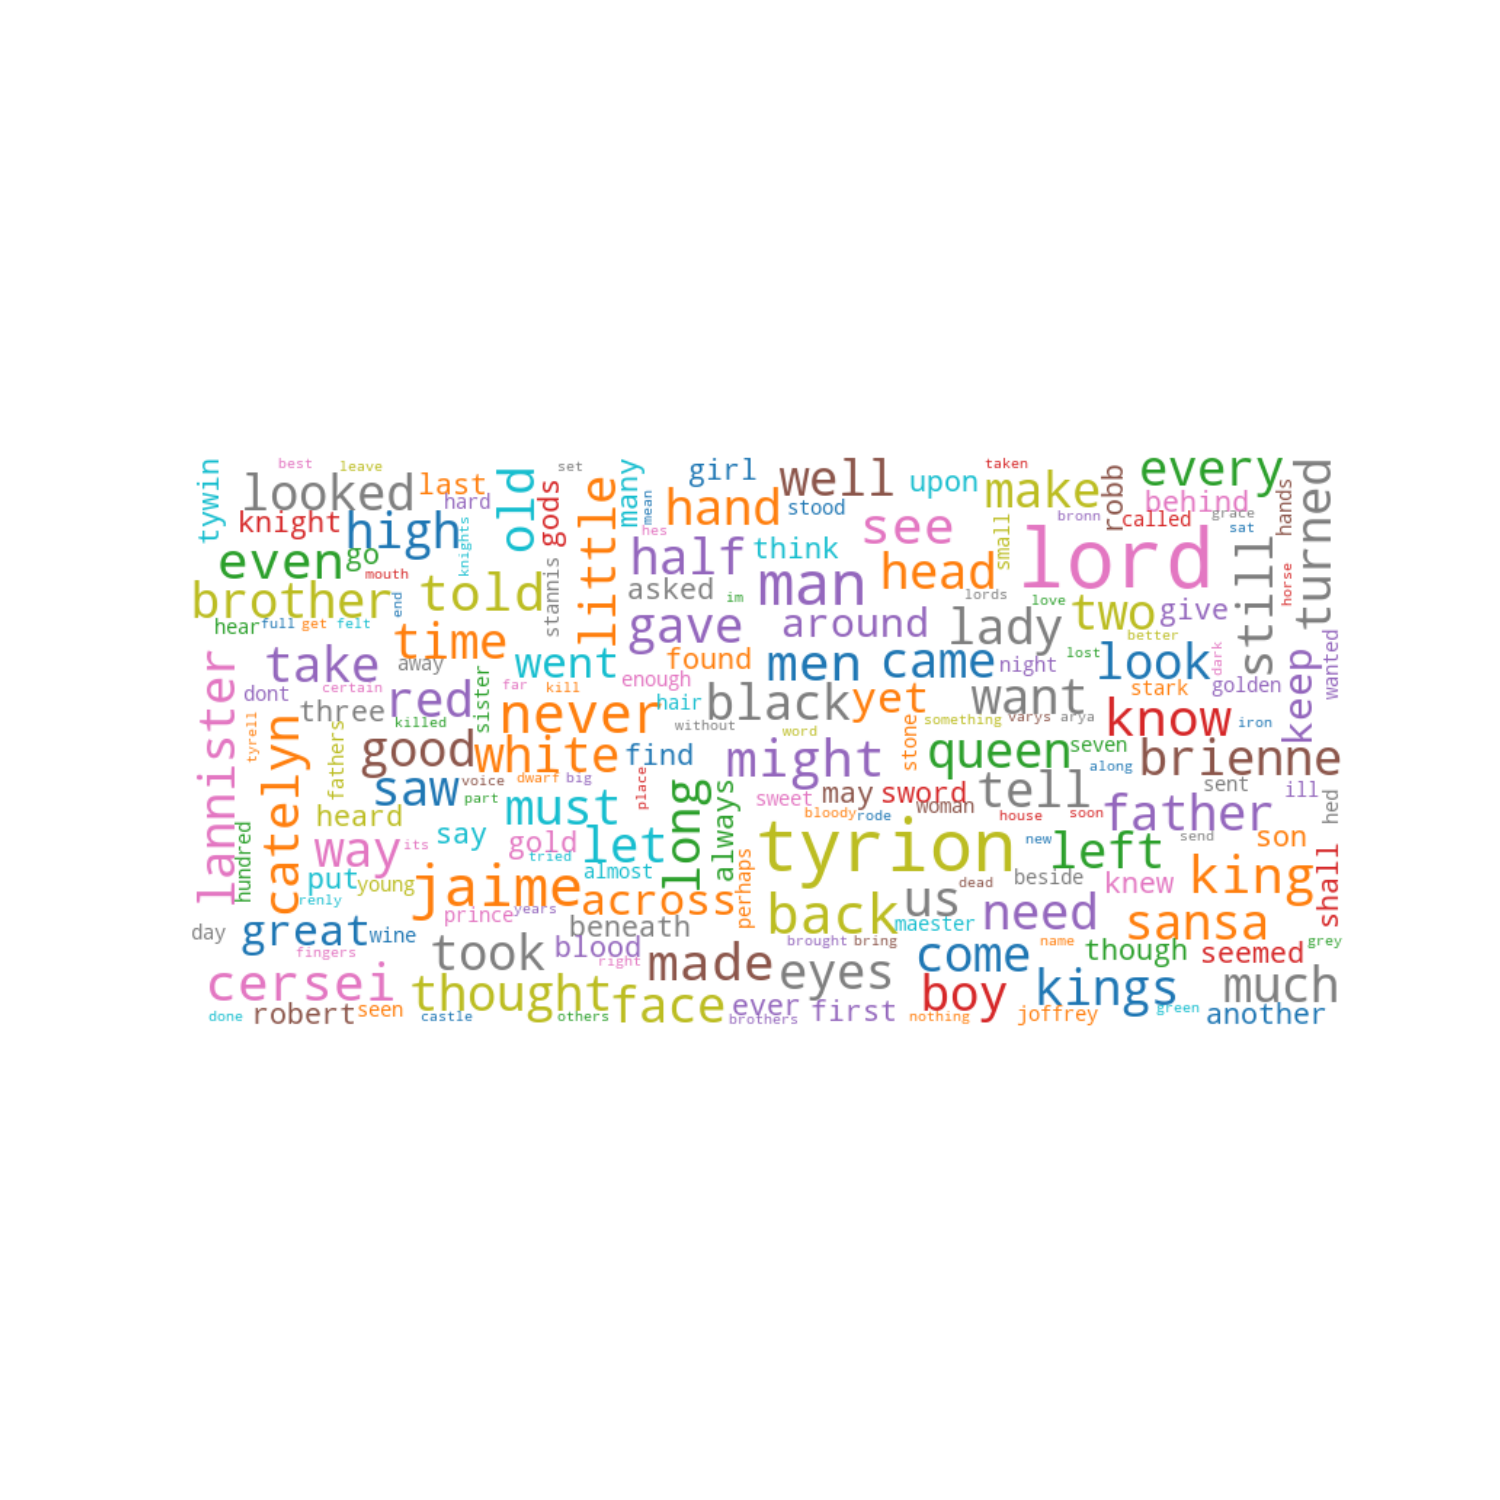 tywin
best
leave
looked
last
hard
knight
high
knights
old
set
gods
little
many
mean
hes
girl
hand
well
stood
upon
taken
make
robb
every
behind
bronn
called
grace
sat
hands
turned
see
small
lord
even
go
mouth
brother
end
told
stannis
half
think
asked
im
man
head
lords
love
two
give
still
horse
hear
full
get
felt
time
gave
around
lady
better
wanted
lannister
take
away
went
found
men
came
night
lost
look
dark
stark
golden
keep
dont
certain
three
red
killed
sister
far
kill
enough
hair
never
without
black
yet
want
something
varys
arya
know
iron
tyrell
catelyn
fathers
good
white
find
word
might
stone
queen
seven
along
brienne
saw
voice
part
dwarf
big
place
must
long
always
sweet
may
sword
woman
tell
sent
ill
hed
heard
bloody
rode
house
soon
father
hundred
way
its
say
gold
tried
let
almost
perhaps
tyrion
new
left
send
son
shall
put
young
renly
jaime
across
us
dead
beside
knew
king
prince
years
beneath
back
maester
need
sansa
day
great
wine
fingers
took
blood
right
made
brought
bring
eyes
come
name
though
seemed
grey
cersei
thought
face
ever
boy
kings
green
much
done
robert
seen
castle
others
brothers
first
nothing
joffrey
another